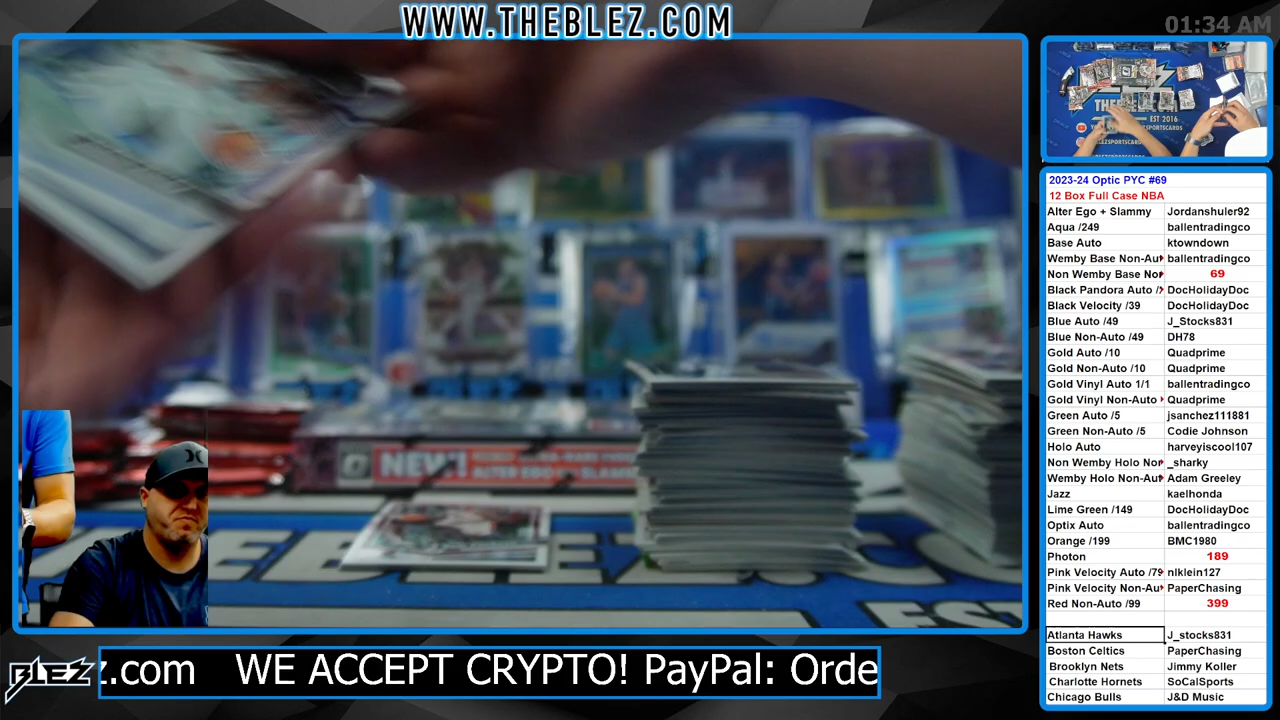 WWW.THEBLEZ.COM
01:34 AM
EST 2016
2023-24 Optic PYC #69
12 Box Full Case NBA
Alter Ego + Slammy Jordanshuler92
Aqua /249 ballentradingco
Base Auto ktowndown
Wemby Base Non-Au ballentradingco
Non Wemby Base Nor 69
Black Pandora Auto / DocHolidayDoc
Black Velocity /39 DocHolidayDoc
Blue Auto /49 J_Stocks831
Blue Non-Auto /49 DH78
Gold Auto /10 Quadprime
Gold Non-Auto /10 Quadprime
Gold Vinyl Auto 1/1 ballentradingco
Gold Vinyl Non-Auto Quadprime
Green Auto /5 jsanchez111881
Green Non-Auto /5 Codie Johnson
Holo Auto harveyiscool107
Non Wemby Holo Nor _sharky
Wemby Holo Non-Aut Adam Greeley
Jazz kaelhonda
Lime Green /149 DocHolidayDoc
Optix Auto ballentradingco
Orange /199 BMC1980
Photon 189
Pink Velocity Auto /79 nlklein127
Pink Velocity Non-Au PaperChasing
Red Non-Auto /99 399
Atlanta Hawks J_stocks831
Boston Celtics PaperChasing
Brooklyn Nets Jimmy Koller
Charlotte Hornets SoCalSports
Chicago Bulls J&D Music
NEW!
ALTER EGO
BLEZ
z.com WE ACCEPT CRYPTO! PayPal: Orde